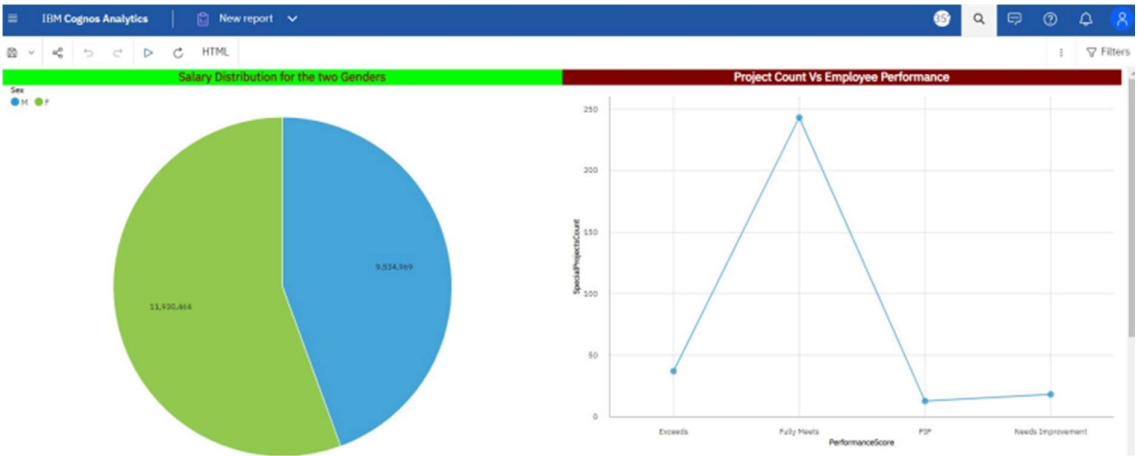 IBM Cognos Analytics
New report
HTML
Filters
Salary Distribution for the two Genders
Project Count Vs Employee Performance
Sex
M F
9,534,969
11,930,464
250
200
150
100
50
0
SpecialProjectsCount
Exceeds
Fully Meets
PIP
Needs Improvement
PerformanceScore